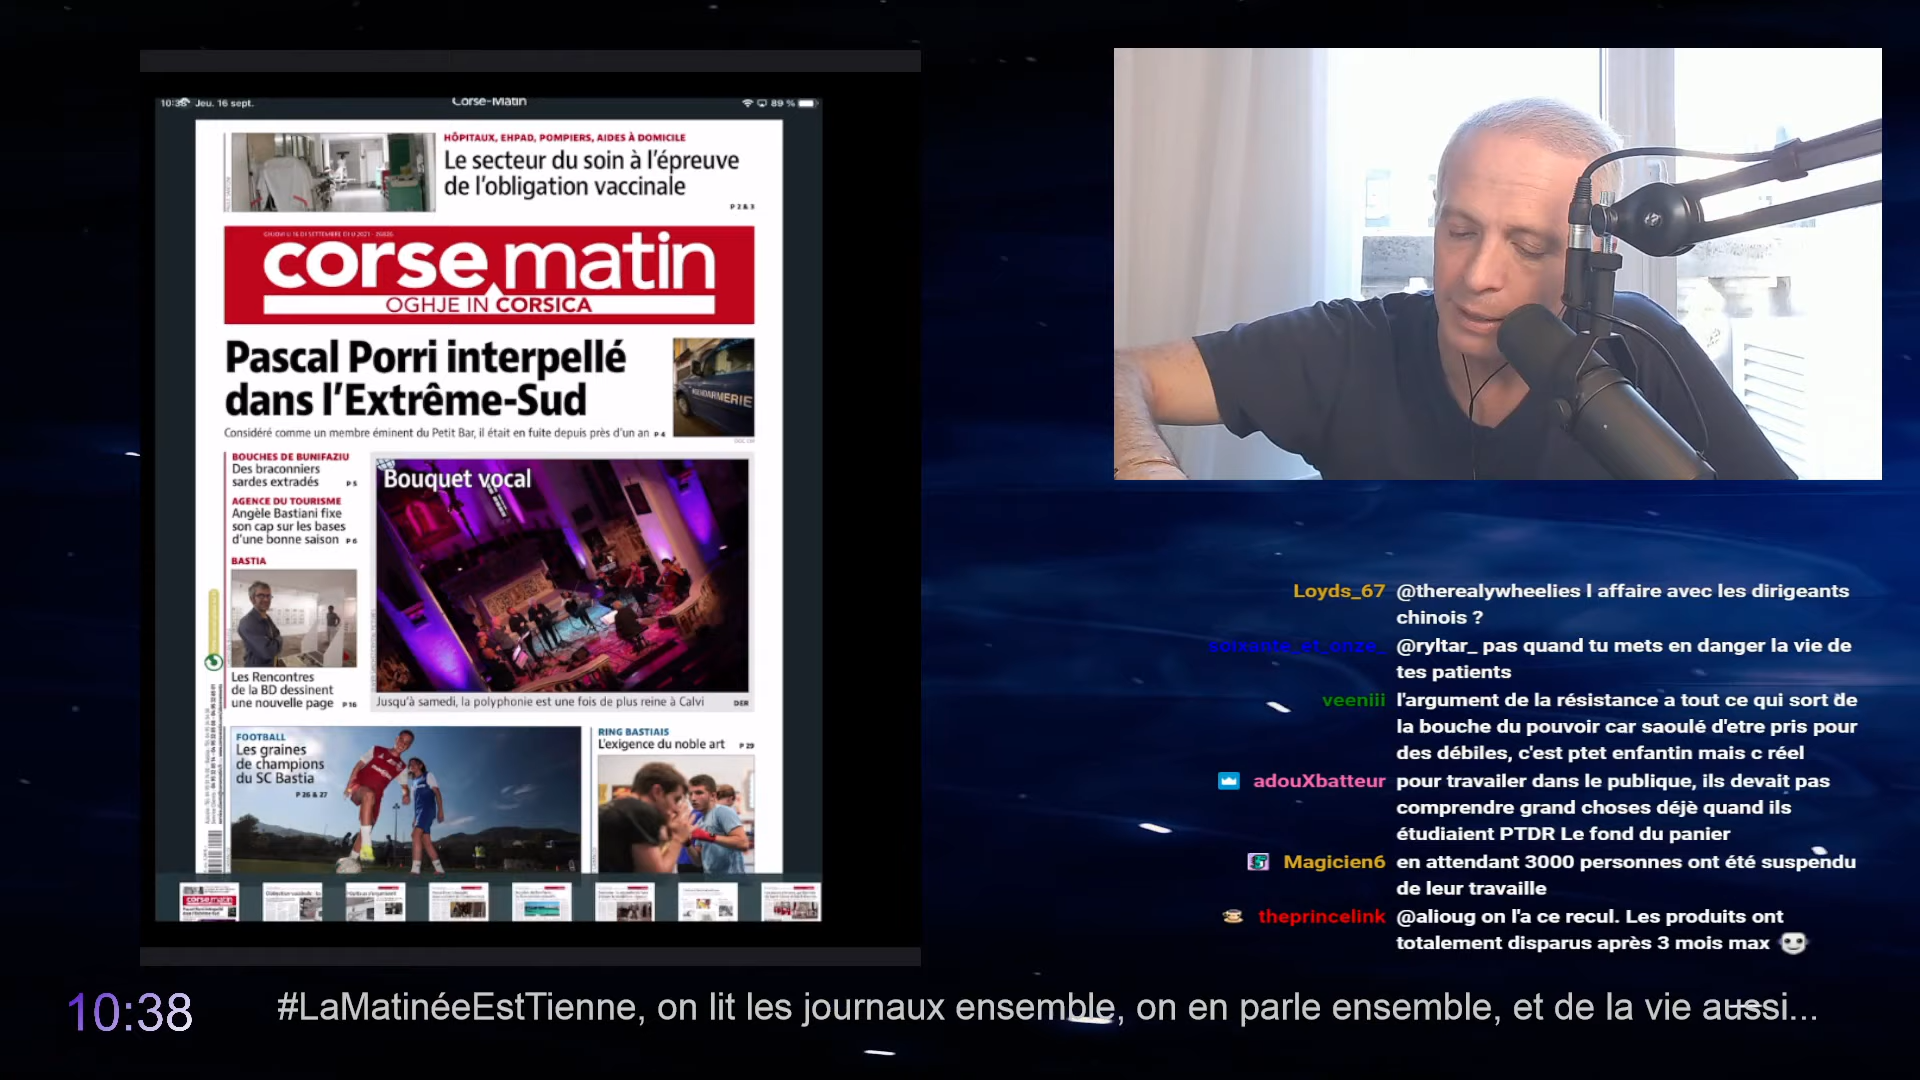 10:38 Jeu. 16 sept.
Corse-Matin
89 %
HÔPITAUX, EHPAD, POMPIERS, AIDES À DOMICILE
Le secteur du soin à l'épreuve
de l'obligation vaccinale
P 2 & 3
corse matin
OGHJE IN CORSICA
Pascal Porri interpellé
dans l'Extrême-Sud
Considéré comme un membre éminent du Petit Bar, il était en fuite depuis près d'un an P 4
GENDARMERIE
BOUCHES DE BUNIFAZIU
Des braconniers
sardes extradés P 5
AGENCE DU TOURISME
Angèle Bastiani fixe
son cap sur les bases
d'une bonne saison P 6
BASTIA
Les Rencontres
de la BD dessinent
une nouvelle page P 16
Bouquet vocal
Jusqu'à samedi, la polyphonie est une fois de plus reine à Calvi DER
FOOTBALL
Les graines
de champions
du SC Bastia
P 26 & 27
RING BASTIAIS
L'exigence du noble art P 29
Loyds_67 @therealywheelies l affaire avec les dirigeants
chinois ?
soixante_et_onze_ @ryltar_ pas quand tu mets en danger la vie de
tes patients
veeniii l'argument de la résistance a tout ce qui sort de
la bouche du pouvoir car saoulé d'etre pris pour
des débiles, c'est ptet enfantin mais c réel
adouXbatteur pour travailer dans le publique, ils devait pas
comprendre grand choses déjè quand ils
étudiaient PTDR Le fond du panier
Magicien6 en attendant 3000 personnes ont été suspendu
de leur travaille
theprincelink @alioug on l'a ce recul. Les produits ont
totalement disparus après 3 mois max
10:38
#LaMatinéeEstTienne, on lit les journaux ensemble, on en parle ensemble, et de la vie aussi...